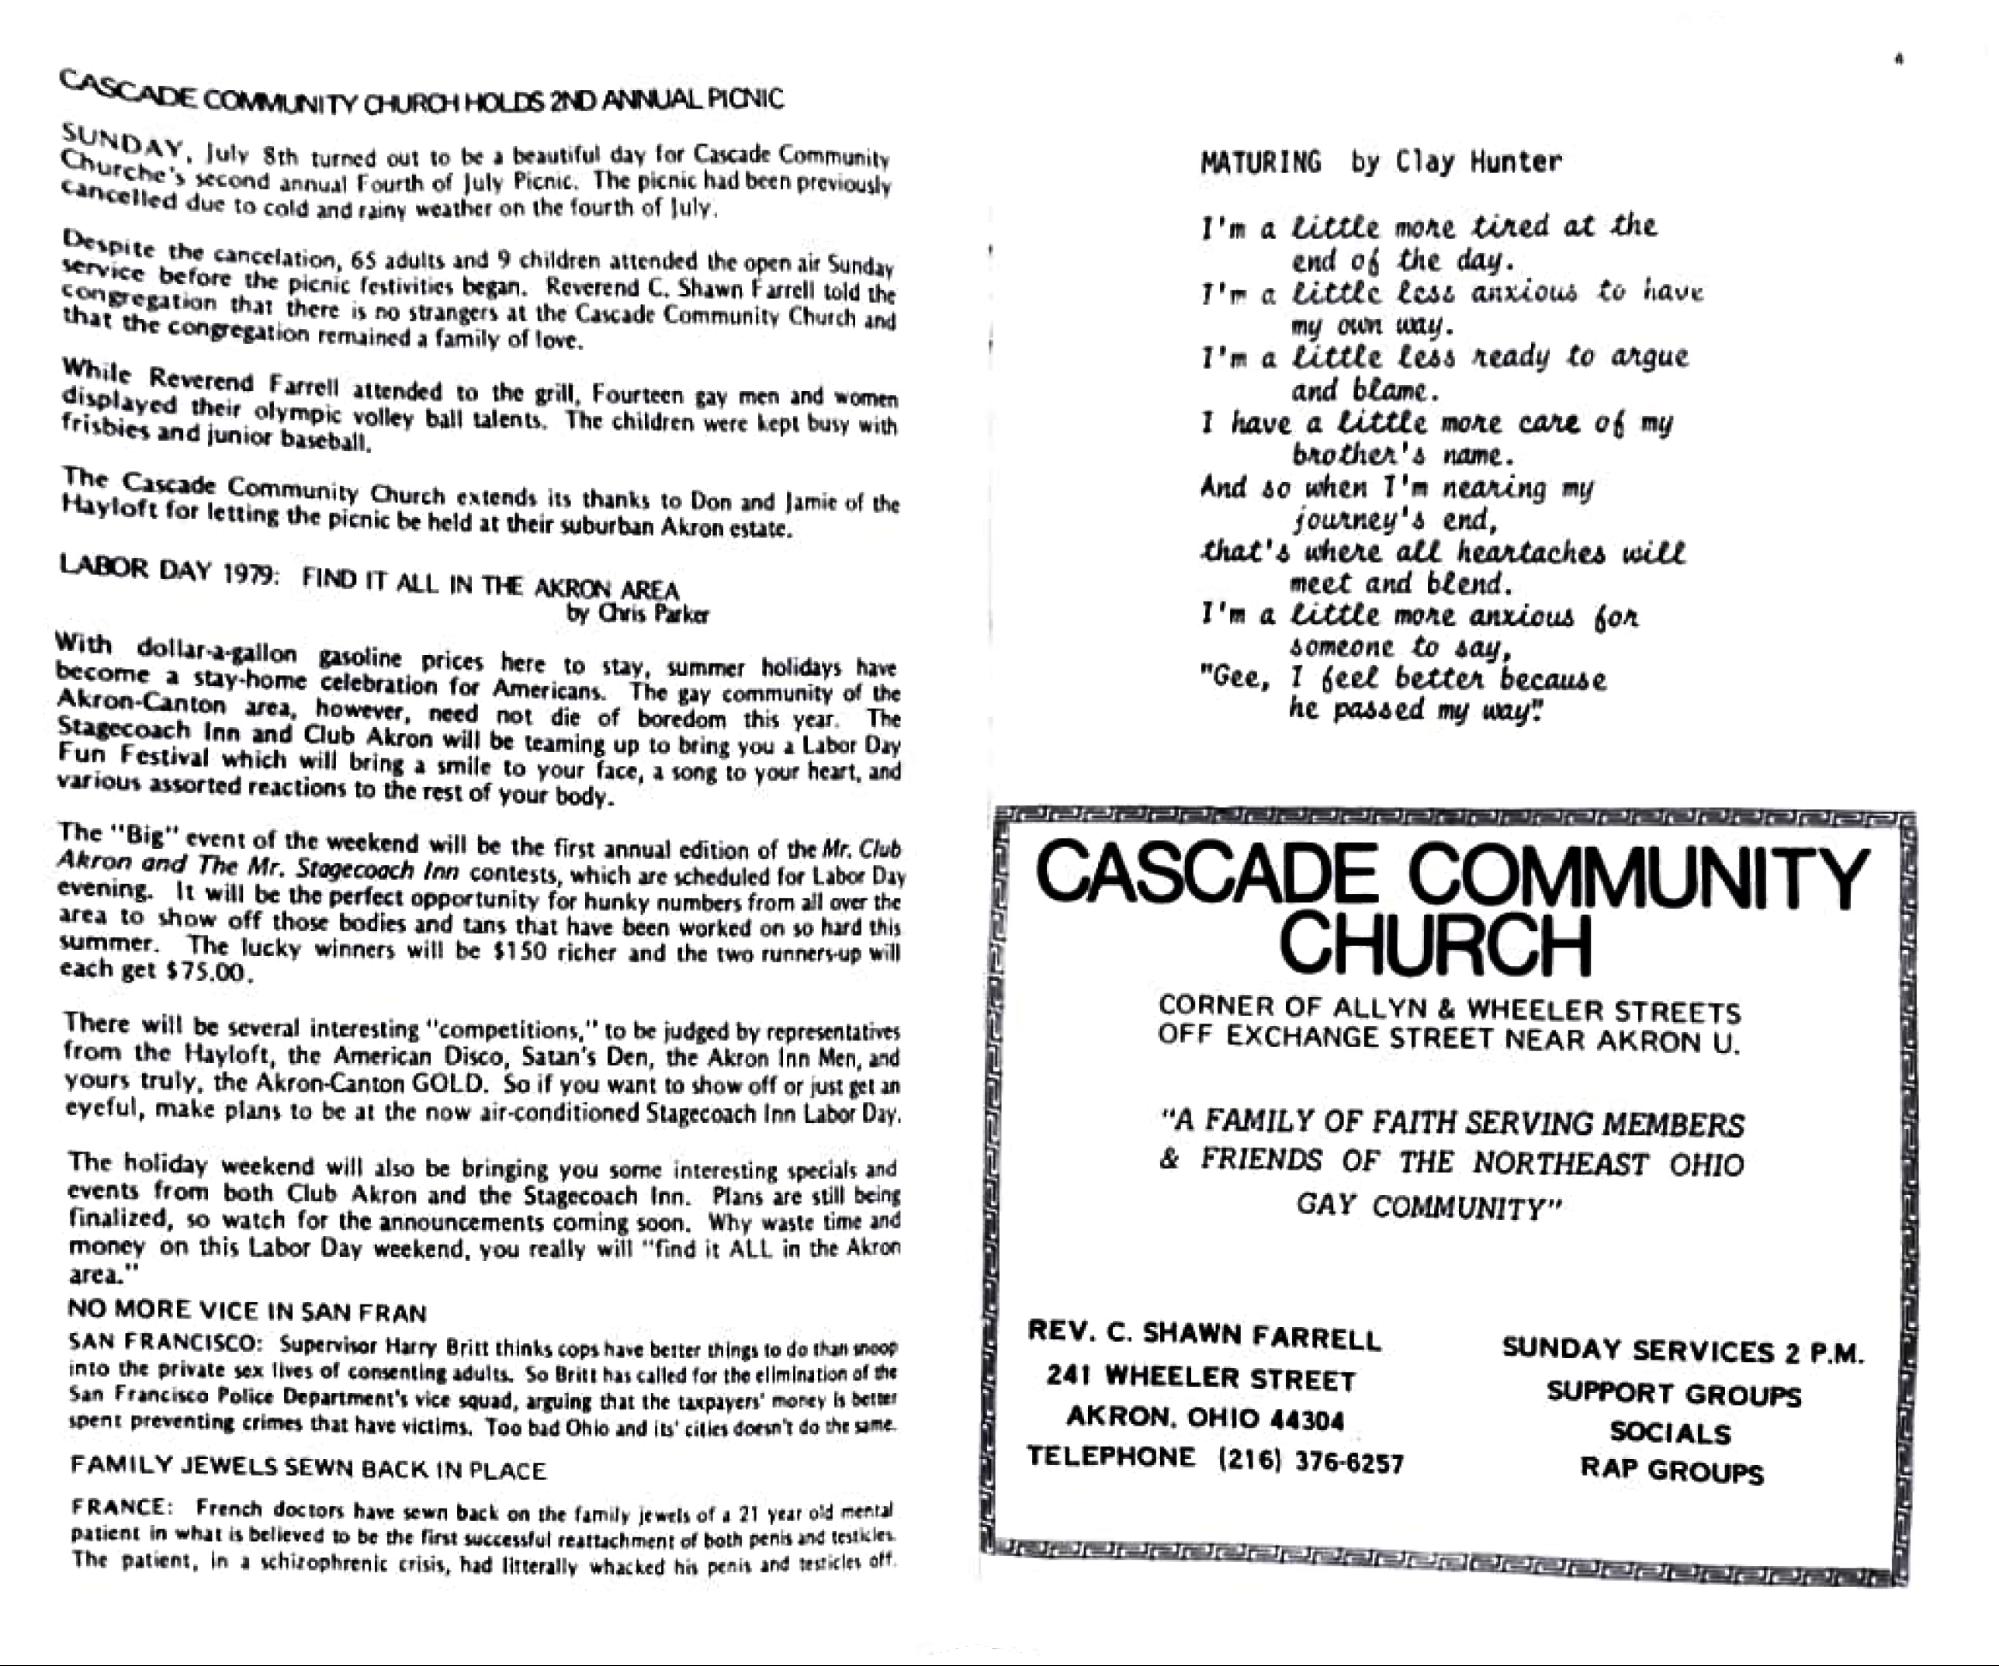 CASCADE COMMUNITY CHURCH HOLDS 2ND ANNUAL PICNIC
SUNDAY, July 8th turned out to be a beautiful day for Cascade Community
Churche's second annual Fourth of July Picnic. The picnic had been previously
cancelled due to cold and rainy weather on the fourth of July.
Despite the cancelation, 65 adults and 9 children attended the open air Sunday
service before the picnic festivities began. Reverend C. Shawn Farrell told the
congregation that there is no strangers at the Cascade Community Church and
that the congregation remained a family of love.
While Reverend Farrell attended to the grill, Fourteen gay men and women
displayed their olympic volley ball talents. The children were kept busy with
frisbies and junior baseball.
The Cascade Community Church extends its thanks to Don and Jamie of the
Hayloft for letting the picnic be held at their suburban Akron estate.
LABOR DAY 1979: FIND IT ALL IN THE AKRON AREA
by Chris Parker
With dollar-a-gallon gasoline prices here to stay, summer holidays have
become a stay-home celebration for Americans. The gay community of the
Akron-Canton area, however, need not die of boredom this year. The
Stagecoach Inn and Club Akron will be teaming up to bring you a Labor Day
Fun Festival which will bring a smile to your face, a song to your heart, and
various assorted reactions to the rest of your body.
The "Big" event of the weekend will be the first annual edition of the Mr. Club
Akron and The Mr. Stagecoach Inn contests, which are scheduled for Labor Day
evening. It will be the perfect opportunity for hunky numbers from all over the
area to show off those bodies and tans that have been worked on so hard this
summer. The lucky winners will be $150 richer and the two runners-up will
each get $75.00.
There will be several interesting "competitions," to be judged by representatives
from the Hayloft, the American Disco, Satan's Den, the Akron Inn Men, and
yours truly, the Akron-Canton GOLD. So if you want to show off or just get an
eyeful, make plans to be at the now air-conditioned Stagecoach Inn Labor Day.
The holiday weekend will also be bringing you some interesting specials and
events from both Club Akron and the Stagecoach Inn. Plans are still being
finalized, so watch for the announcements coming soon. Why waste time and
money on this Labor Day weekend, you really will "find it ALL in the Akron
area."
NO MORE VICE IN SAN FRAN
SAN FRANCISCO: Supervisor Harry Britt thinks cops have better things to do than snoop
into the private sex lives of consenting adults. So Britt has called for the elimination of the
San Francisco Police Department's vice squad, arguing that the taxpayers' money is better
spent preventing crimes that have victims. Too bad Ohio and its' cities doesn't do the same.
FAMILY JEWELS SEWN BACK IN PLACE
FRANCE: French doctors have sewn back on the family jewels of a 21 year old mental
patient in what is believed to be the first successful reattachment of both penis and testicles.
The patient, in a schizophrenic crisis, had litterally whacked his penis and testicles off.
MATURING by Clay Hunter
I'm a little more tired at the
end of the day.
I'm a little less anxious to have
my own way.
I'm a little less ready to argue
and blame.
I have a little more care of my
brother's name.
And so when I'm nearing my
journey's end,
that's where all heartaches will
meet and blend.
I'm a little more anxious for
someone to say,
"Gee, I feel better because
he passed my way".
CASCADE COMMUNITY
CHURCH
CORNER OF ALLYN & WHEELER STREETS
OFF EXCHANGE STREET NEAR AKRON U.
"A FAMILY OF FAITH SERVING MEMBERS
& FRIENDS OF THE NORTHEAST OHIO
GAY COMMUNITY"
REV. C. SHAWN FARRELL
241 WHEELER STREET
AKRON, OHIO 44304
TELEPHONE (216) 376-6257
SUNDAY SERVICES 2 P.M.
SUPPORT GROUPS
SOCIALS
RAP GROUPS